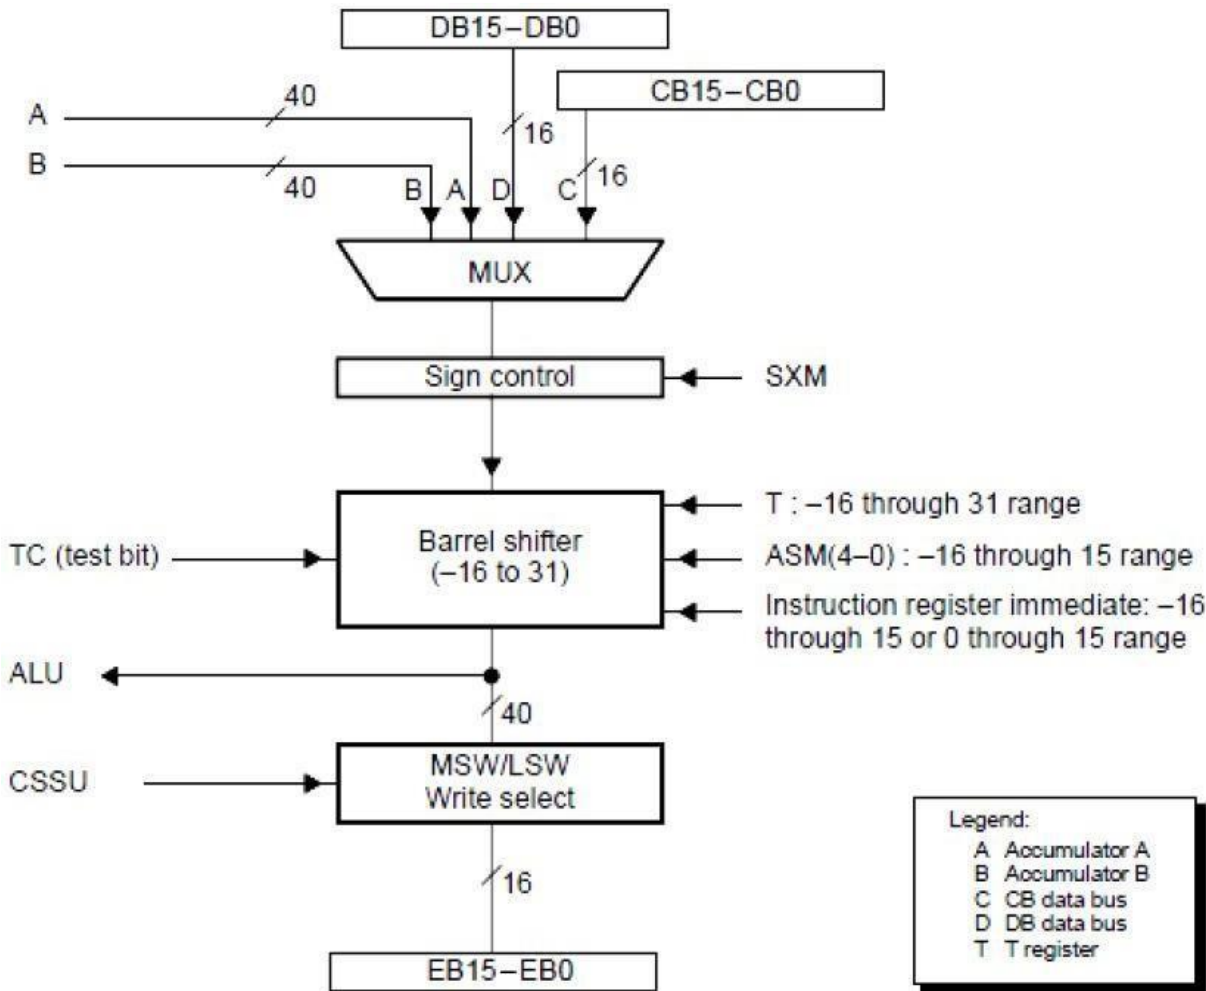 DB15–DB0
CB15–CB0
A
40
16
B
40
16
B A D C
MUX
Sign control
SXM
T : –16 through 31 range
TC (test bit)
Barrel shifter
(–16 to 31)
ASM(4–0) : –16 through 15 range
Instruction register immediate: –16
through 15 or 0 through 15 range
ALU
40
CSSU
MSW/LSW
Write select
16
EB15–EB0
Legend:
A Accumulator A
B Accumulator B
C CB data bus
D DB data bus
T T register